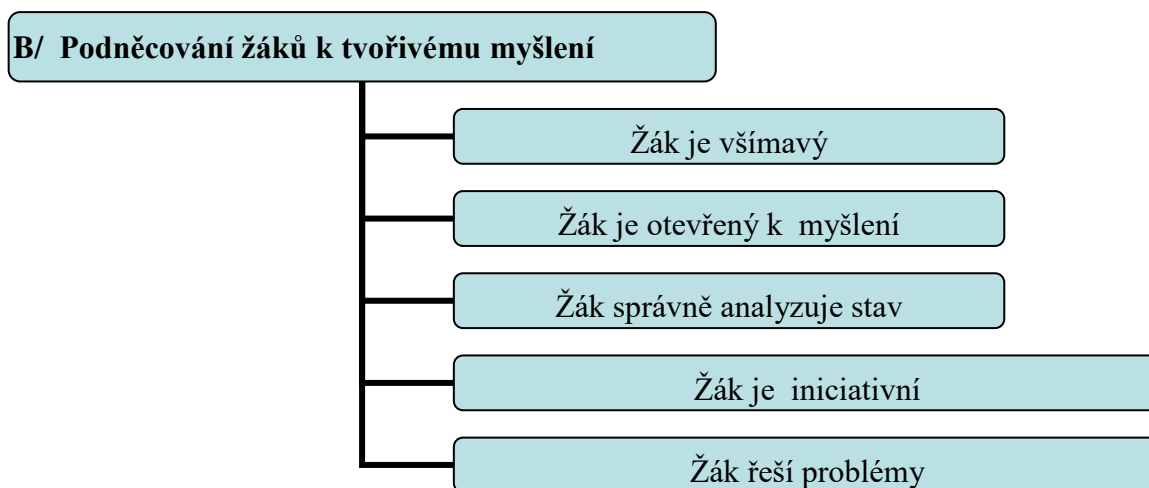 B/ Podněcování žáků k tvořivému myšlení
Žák je všímavý
Žák je otevřený k myšlení
Žák správně analyzuje stav
Žák je iniciativní
Žák řeší problémy